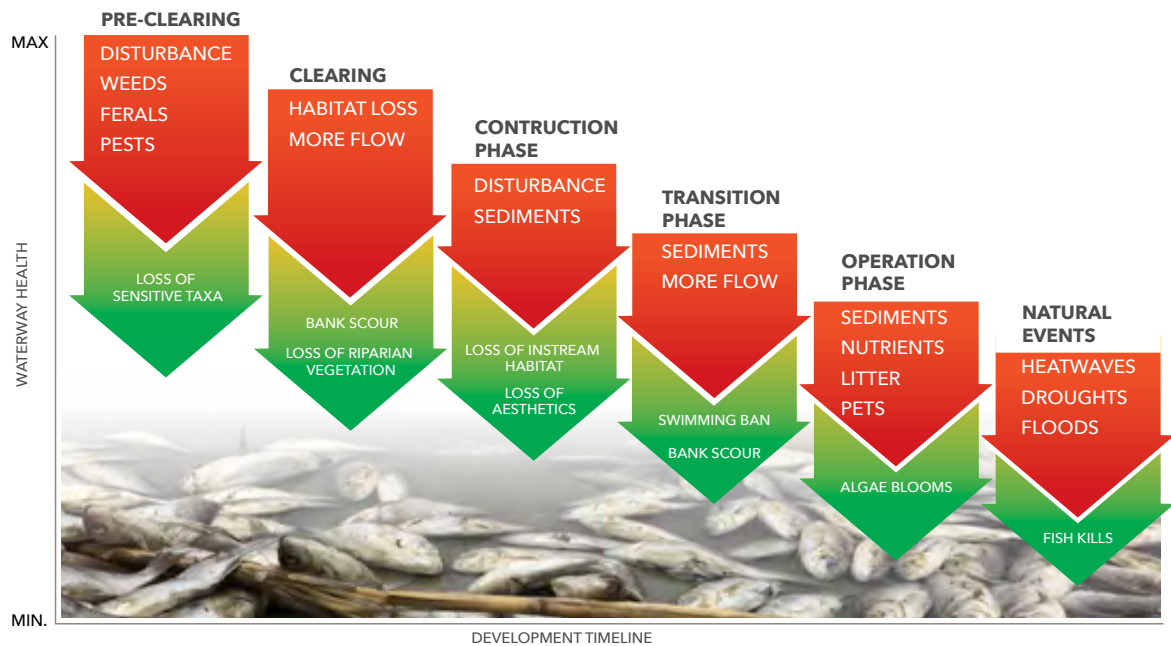 PRE-CLEARING
MAX
DISTURBANCE
WEEDS
FERALS
PESTS
LOSS OF
SENSITIVE TAXA
CLEARING
HABITAT LOSS
MORE FLOW
BANK SCOUR
LOSS OF RIPARIAN
VEGETATION
CONTRUCTION
PHASE
DISTURBANCE
SEDIMENTS
LOSS OF INSTREAM
HABITAT
LOSS OF
AESTHETICS
TRANSITION
PHASE
SEDIMENTS
MORE FLOW
SWIMMING BAN
BANK SCOUR
OPERATION
PHASE
SEDIMENTS
NUTRIENTS
LITTER
PETS
ALGAE BLOOMS
NATURAL
EVENTS
HEATWAVES
DROUGHTS
FLOODS
FISH KILLS
WATERWAY HEALTH
MIN.
DEVELOPMENT TIMELINE